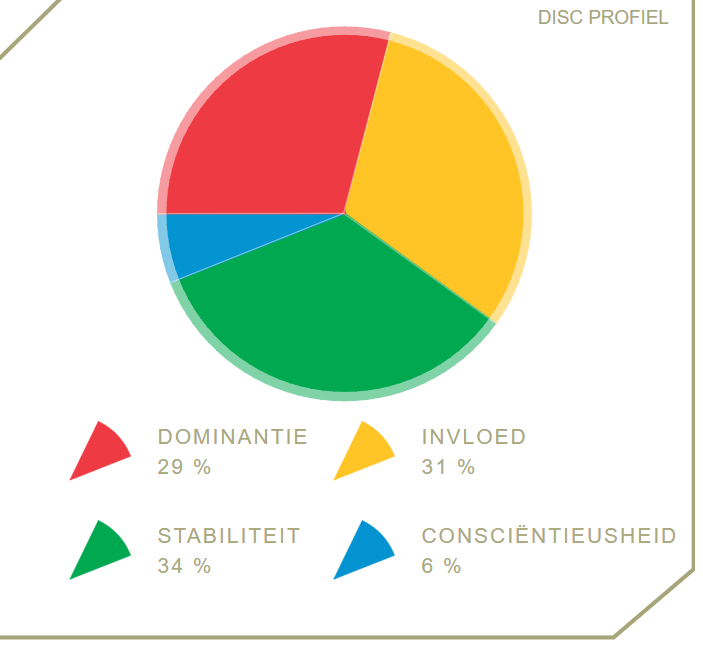 DISC PROFIEL
DOMINANTIE
29 %
INVLOED
31 %
STABILITEIT
34 %
CONSCIËNTIEUSHEID
6 %